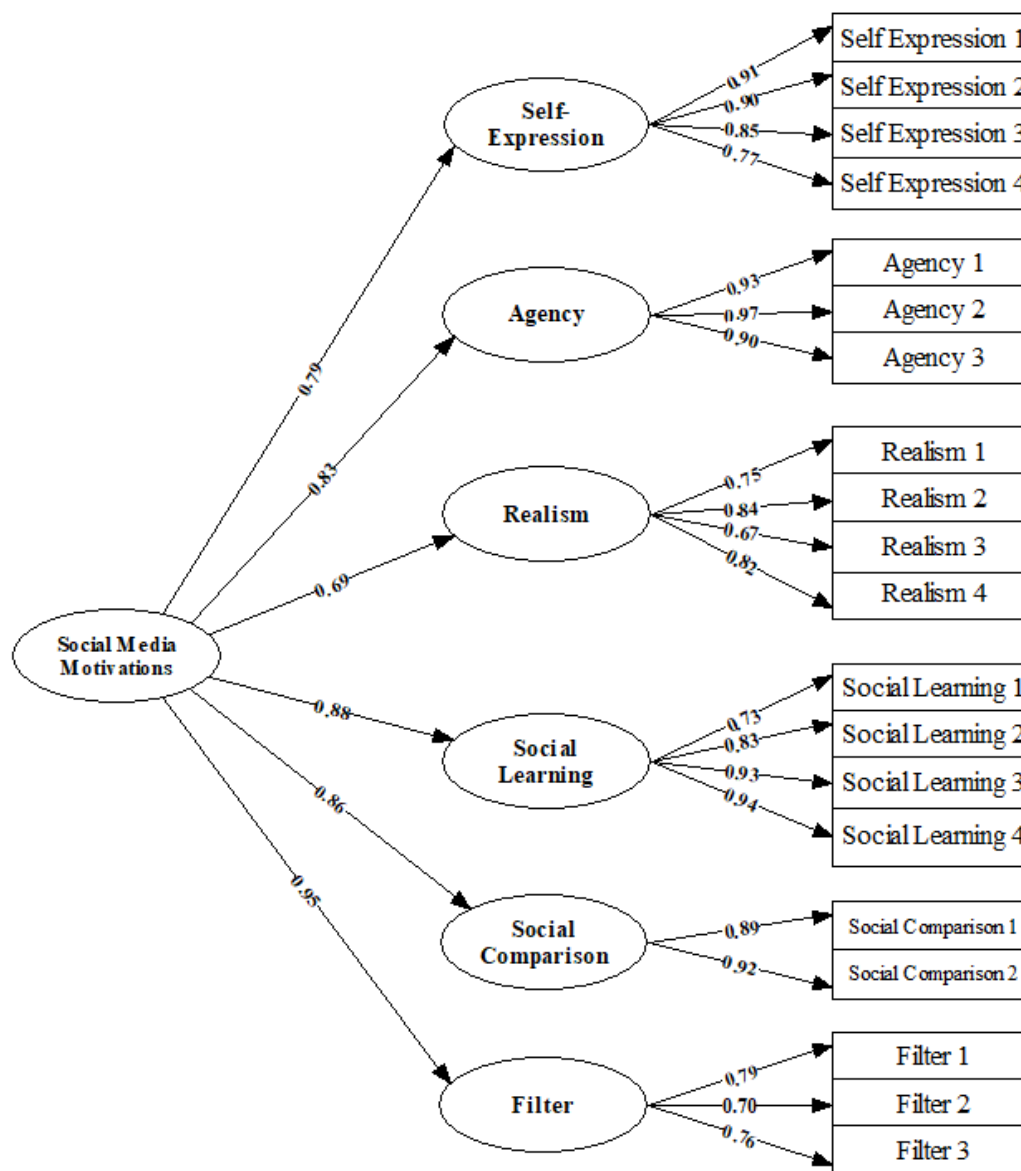 Self Expression 1
0.91
Self Expression 2
0.90
Self-
Expression
0.85
Self Expression 3
0.77
Self Expression 4
Agency 1
0.93
Agency
0.97
Agency 2
0.90
Agency 3
0.79
0.83
Realism 1
0.75
Realism
0.84
Realism 2
0.67
Realism 3
0.82
Realism 4
0.69
Social Media
Motivations
Social Learning 1
0.73
0.88
0.83
Social Learning 2
Social
Learning
0.93
Social Learning 3
0.94
Social Learning 4
0.86
0.95
Social
Comparison
0.89
Social Comparison 1
0.92
Social Comparison 2
Filter 1
0.79
Filter
0.70
Filter 2
0.76
Filter 3